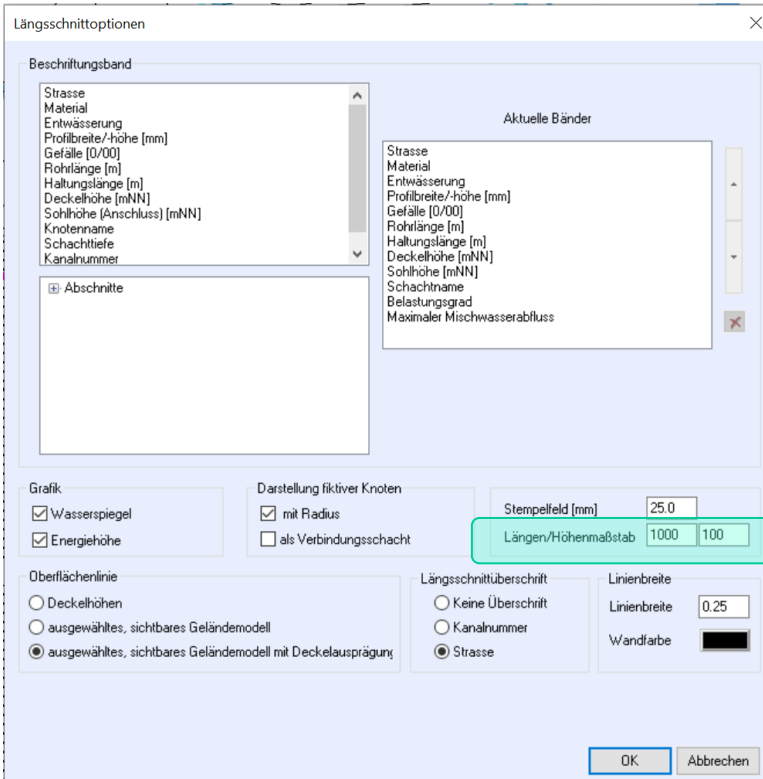 Längsschnittoptionen
Beschriftungsband
Strasse
Material
Entwässerung
Profilbreite/-höhe [mm]
Gefälle [0/00]
Rohrlänge [m]
Haltungslänge [m]
Deckelhöhe [mNN]
Sohlhöhe (Anschluss) [mNN]
Knotenname
Schachttiefe
Kanalnummer
Abschnitte
Aktuelle Bänder
Strasse
Material
Entwässerung
Profilbreite/-höhe [mm]
Gefälle [0/00]
Rohrlänge [m]
Haltungslänge [m]
Deckelhöhe [mNN]
Sohlhöhe [mNN]
Schachtname
Belastungsgrad
Maximaler Mischwasserabfluss
Grafik
Wasserspiegel
Energiehöhe
Darstellung fiktiver Knoten
mit Radius
als Verbindungsschacht
Stempelfeld [mm] 25.0
Längen/Höhenmaßstab 1000 100
Oberflächenlinie
Deckelhöhen
ausgewähltes, sichtbares Geländemodell
ausgewähltes, sichtbares Geländemodell mit Deckelausprägung
Längsschnittüberschrift
Keine Überschrift
Kanalnummer
Strasse
Linienbreite
Linienbreite 0.25
Wandfarbe
OK Abbrechen